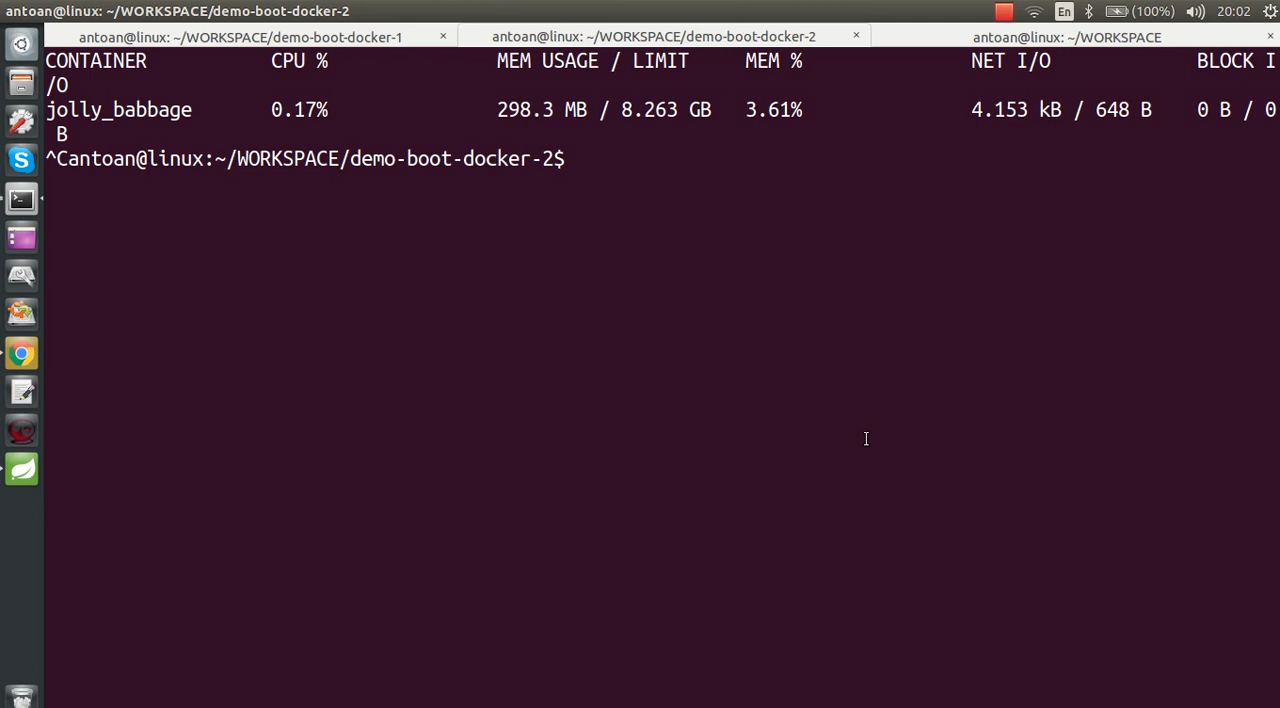 antoan@linux: ~/WORKSPACE/demo-boot-docker-2 En (100%) 20:02
antoan@linux: ~/WORKSPACE/demo-boot-docker-1 × antoan@linux: ~/WORKSPACE/demo-boot-docker-2 × antoan@linux: ~/WORKSPACE ×
CONTAINER CPU % MEM USAGE / LIMIT MEM % NET I/O BLOCK I
/O
jolly_babbage 0.17% 298.3 MB / 8.263 GB 3.61% 4.153 kB / 648 B 0 B / 0
B
^Cantoan@linux:~/WORKSPACE/demo-boot-docker-2$